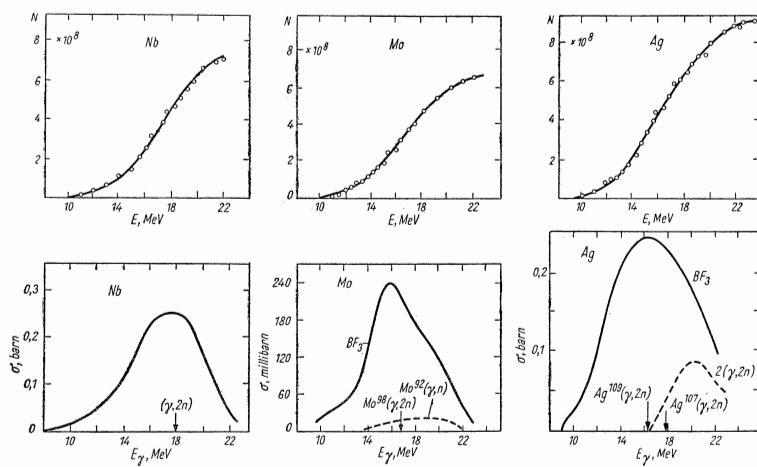 N
×10⁸
Nb
8
6
4
2
10 14 18 22
E, MeV
N
×10⁸
Mo
8
6
4
2
0
10 14 18 22
E, MeV
N
×10⁸
Ag
8
6
4
2
10 14 18 22
E, MeV
σ, barn
Nb
0,3
0,2
0,1
0
(γ,2n)
10 14 18 22
Eγ, MeV
σ, millibarn
Mo
240
180
120
60
0
BF₃
Mo⁹²(γ,n)
Mo⁹⁸(γ,2n)
10 14 18 22
Eγ, MeV
σ, barn
Ag
0,2
0,1
BF₃
2(γ,2n)
Ag¹⁰⁹(γ,2n)
Ag¹⁰⁷(γ,2n)
10 14 18 22
Eγ, MeV